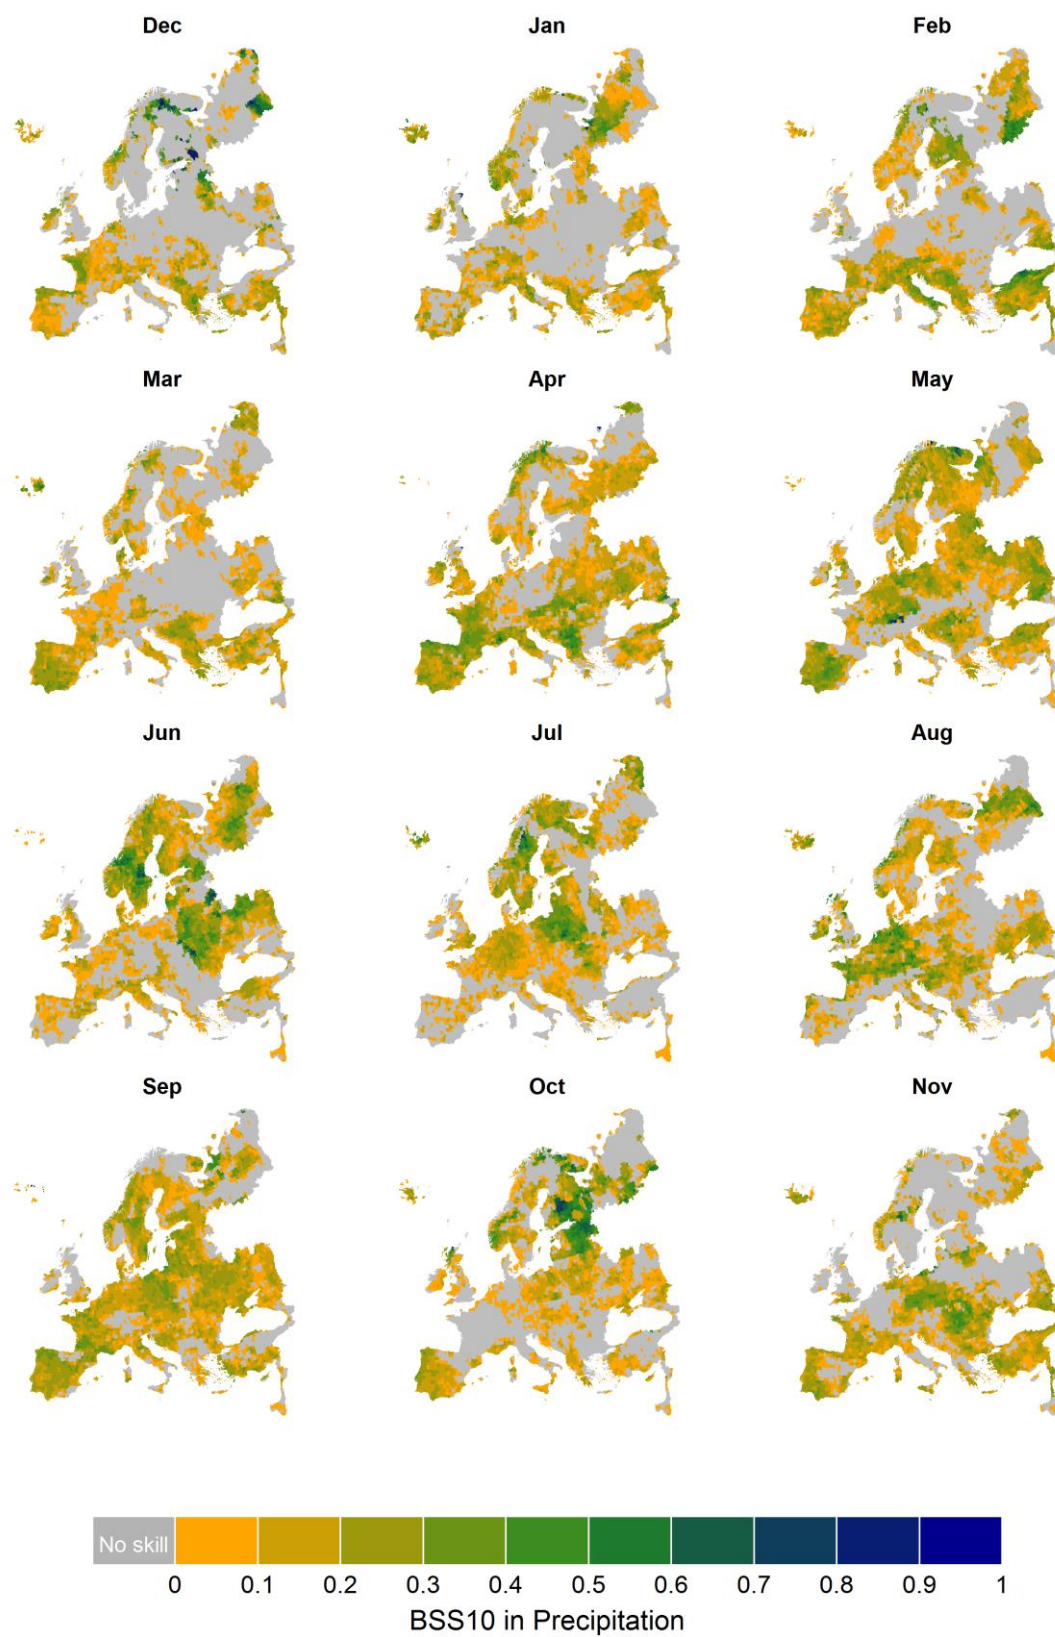 Dec Jan Feb
Mar Apr May
Jun Jul Aug
Sep Oct Nov
No skill
0 0.1 0.2 0.3 0.4 0.5 0.6 0.7 0.8 0.9 1
BSS10 in Precipitation